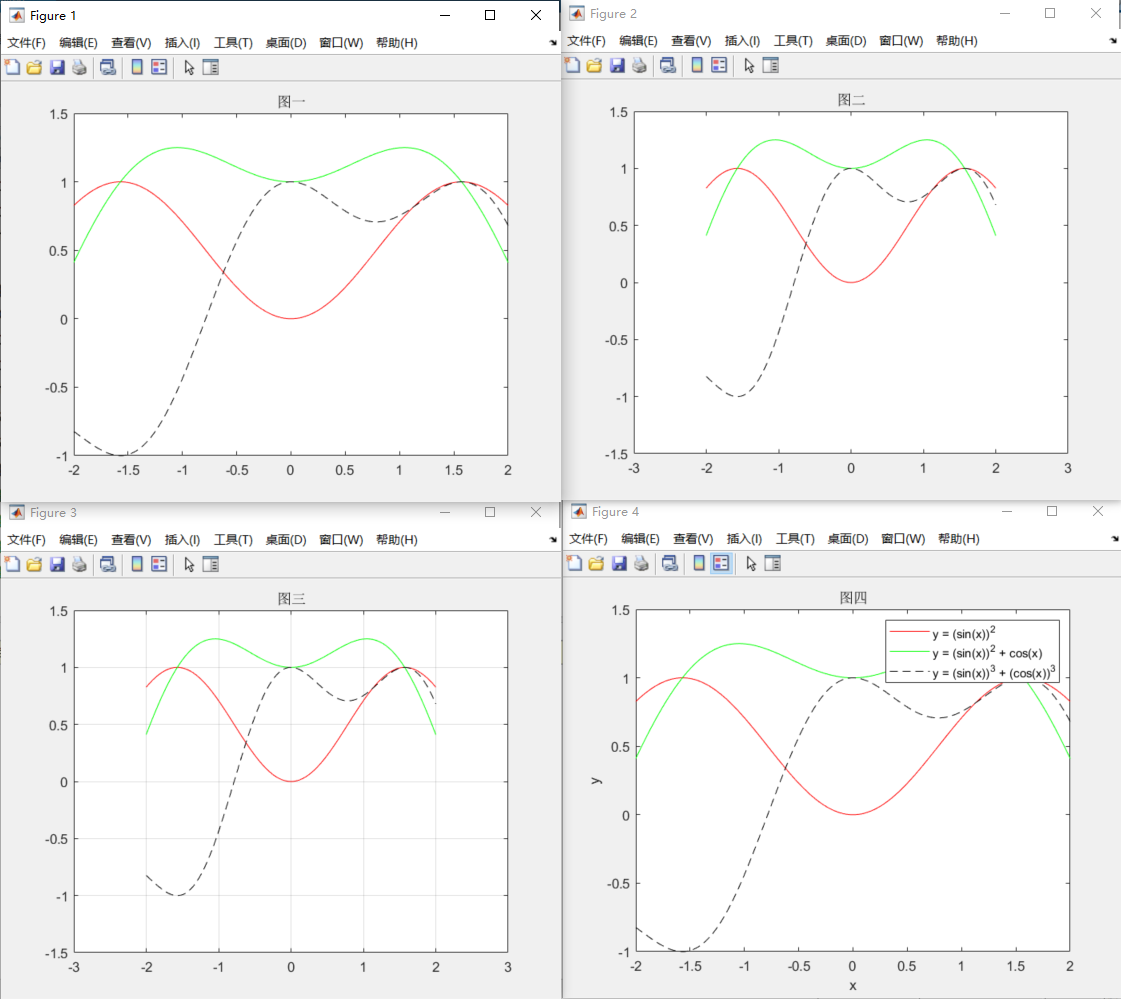 Figure 1
文件(F) 编辑(E) 查看(V) 插入(I) 工具(T) 桌面(D) 窗口(W) 帮助(H)
图一
1.5
1
0.5
0
-0.5
-1
-2 -1.5 -1 -0.5 0 0.5 1 1.5 2
Figure 2
文件(F) 编辑(E) 查看(V) 插入(I) 工具(T) 桌面(D) 窗口(W) 帮助(H)
图二
1.5
1
0.5
0
-0.5
-1
-1.5
-3 -2 -1 0 1 2 3
Figure 3
文件(F) 编辑(E) 查看(V) 插入(I) 工具(T) 桌面(D) 窗口(W) 帮助(H)
图三
1.5
1
0.5
0
-0.5
-1
-1.5
-3 -2 -1 0 1 2 3
Figure 4
文件(F) 编辑(E) 查看(V) 插入(I) 工具(T) 桌面(D) 窗口(W) 帮助(H)
图四
y = (sin(x))²
y = (sin(x))² + cos(x)
y = (sin(x))³ + (cos(x))³
1.5
1
0.5
0
-0.5
-1
y
-2 -1.5 -1 -0.5 0 0.5 1 1.5 2
x